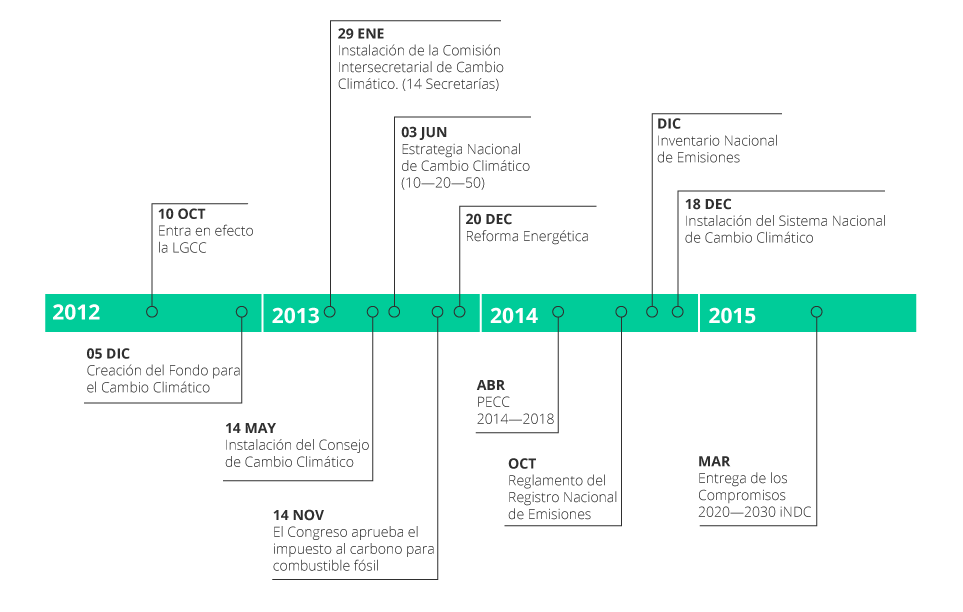 29 ENE
Instalación de la Comisión
Intersecretarial de Cambio
Climático. (14 Secretarías)
03 JUN
Estrategia Nacional
de Cambio Climático
(10—20—50)
DIC
Inventario Nacional
de Emisiones
10 OCT
Entra en efecto
la LGCC
20 DEC
Reforma Energética
18 DEC
Instalación del Sistema Nacional
de Cambio Climático
2012
2013
2014
2015
05 DIC
Creación del Fondo para
el Cambio Climático
14 MAY
Instalación del Consejo
de Cambio Climático
14 NOV
El Congreso aprueba el
impuesto al carbono para
combustible fósil
ABR
PECC
2014—2018
OCT
Reglamento del
Registro Nacional
de Emisiones
MAR
Entrega de los
Compromisos
2020—2030 iNDC